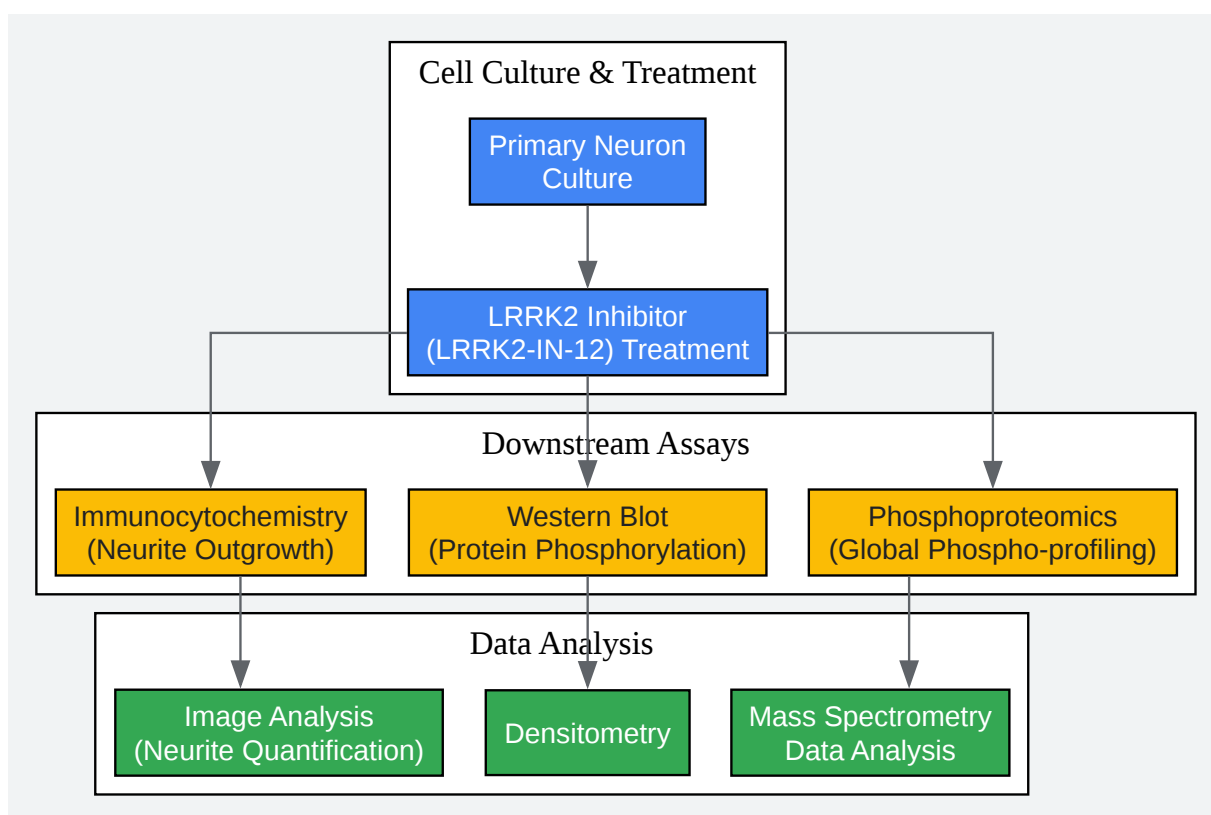 Cell Culture & Treatment
Primary Neuron
Culture
LRRK2 Inhibitor
(LRRK2-IN-12) Treatment
Downstream Assays
Immunocytochemistry
(Neurite Outgrowth)
Western Blot
(Protein Phosphorylation)
Phosphoproteomics
(Global Phospho-profiling)
Data Analysis
Image Analysis
(Neurite Quantification)
Densitometry
Mass Spectrometry
Data Analysis